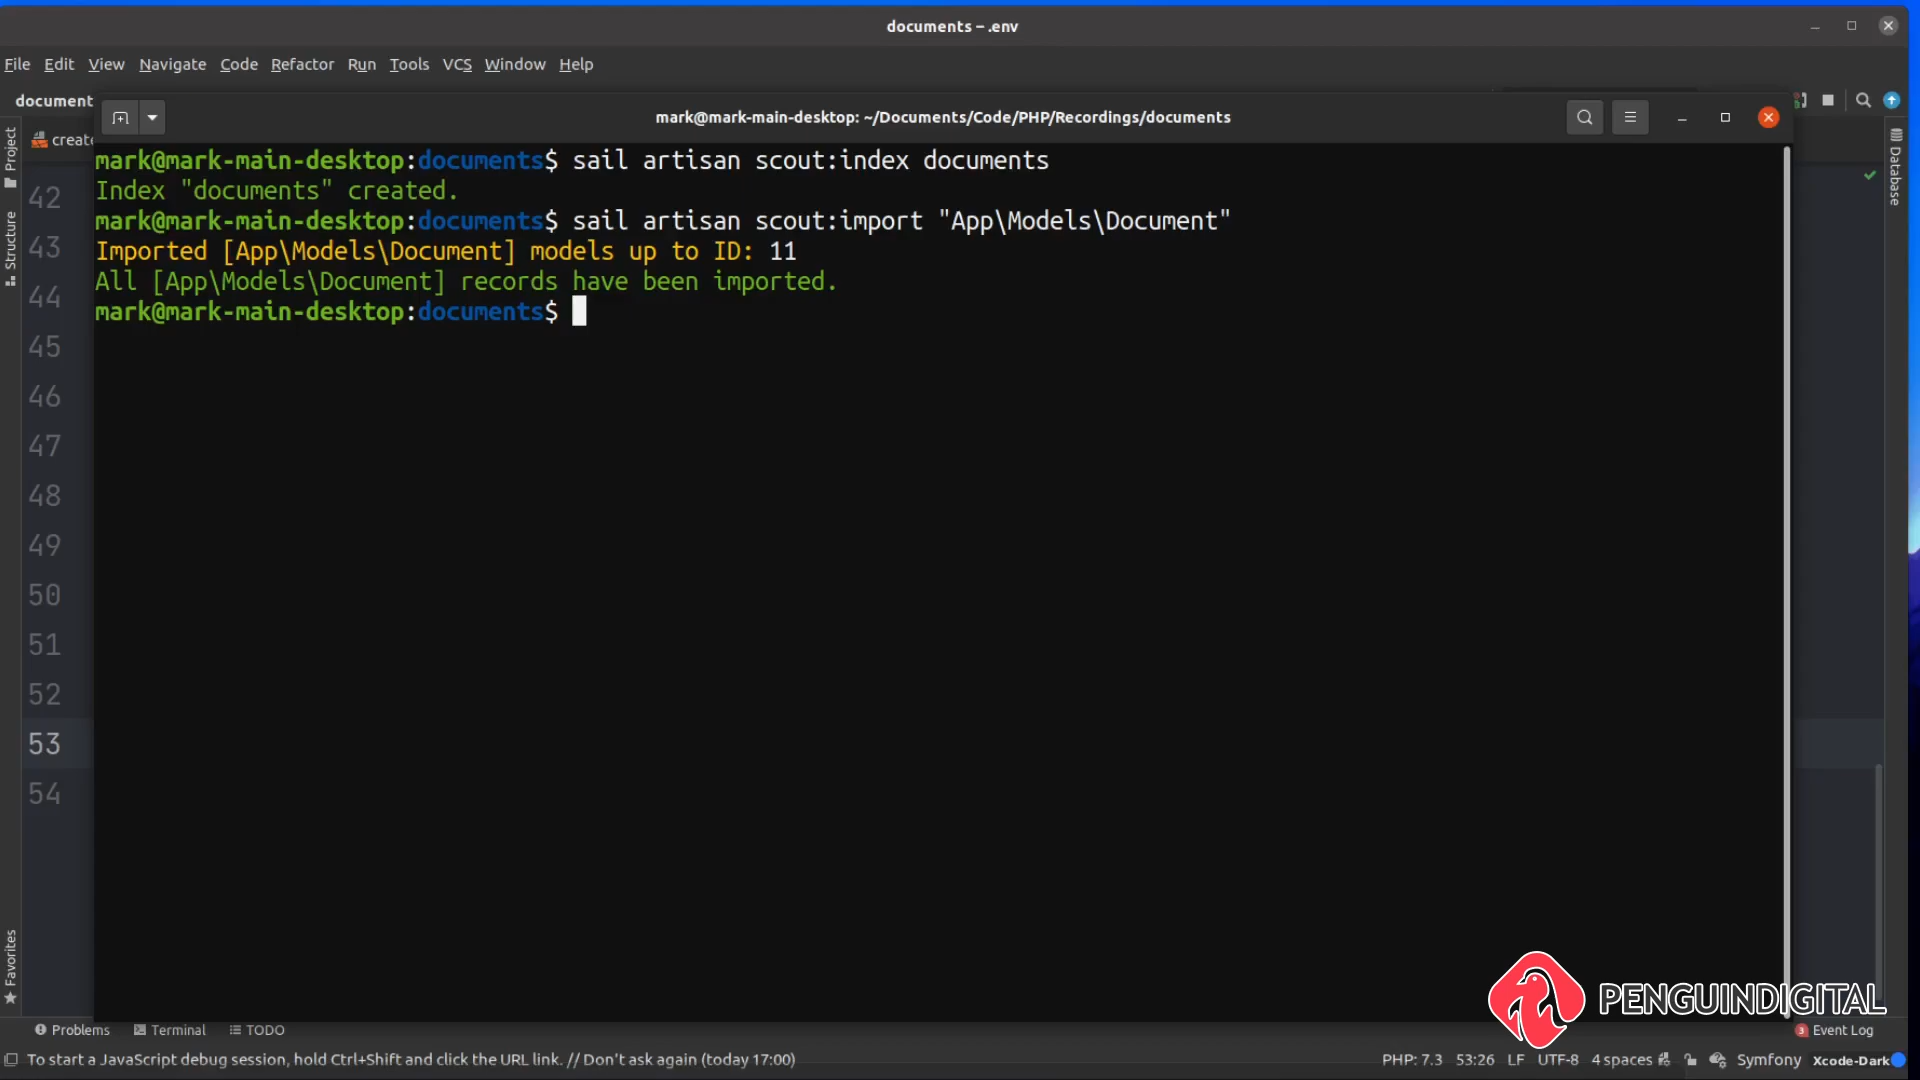 documents – .env
File Edit View Navigate Code Refactor Run Tools VCS Window Help
document
mark@mark-main-desktop: ~/Documents/Code/PHP/Recordings/documents
create
Project
Structure
Favorites
Database
mark@mark-main-desktop:documents$ sail artisan scout:index documents
Index "documents" created.
mark@mark-main-desktop:documents$ sail artisan scout:import "App\Models\Document"
Imported [App\Models\Document] models up to ID: 11
All [App\Models\Document] records have been imported.
mark@mark-main-desktop:documents$
42
43
44
45
46
47
48
49
50
51
52
53
54
PENGUINDIGITAL
Problems Terminal TODO
3 Event Log
To start a JavaScript debug session, hold Ctrl+Shift and click the URL link. // Don't ask again (today 17:00)
PHP: 7.3 53:26 LF UTF-8 4 spaces Symfony Xcode-Dark